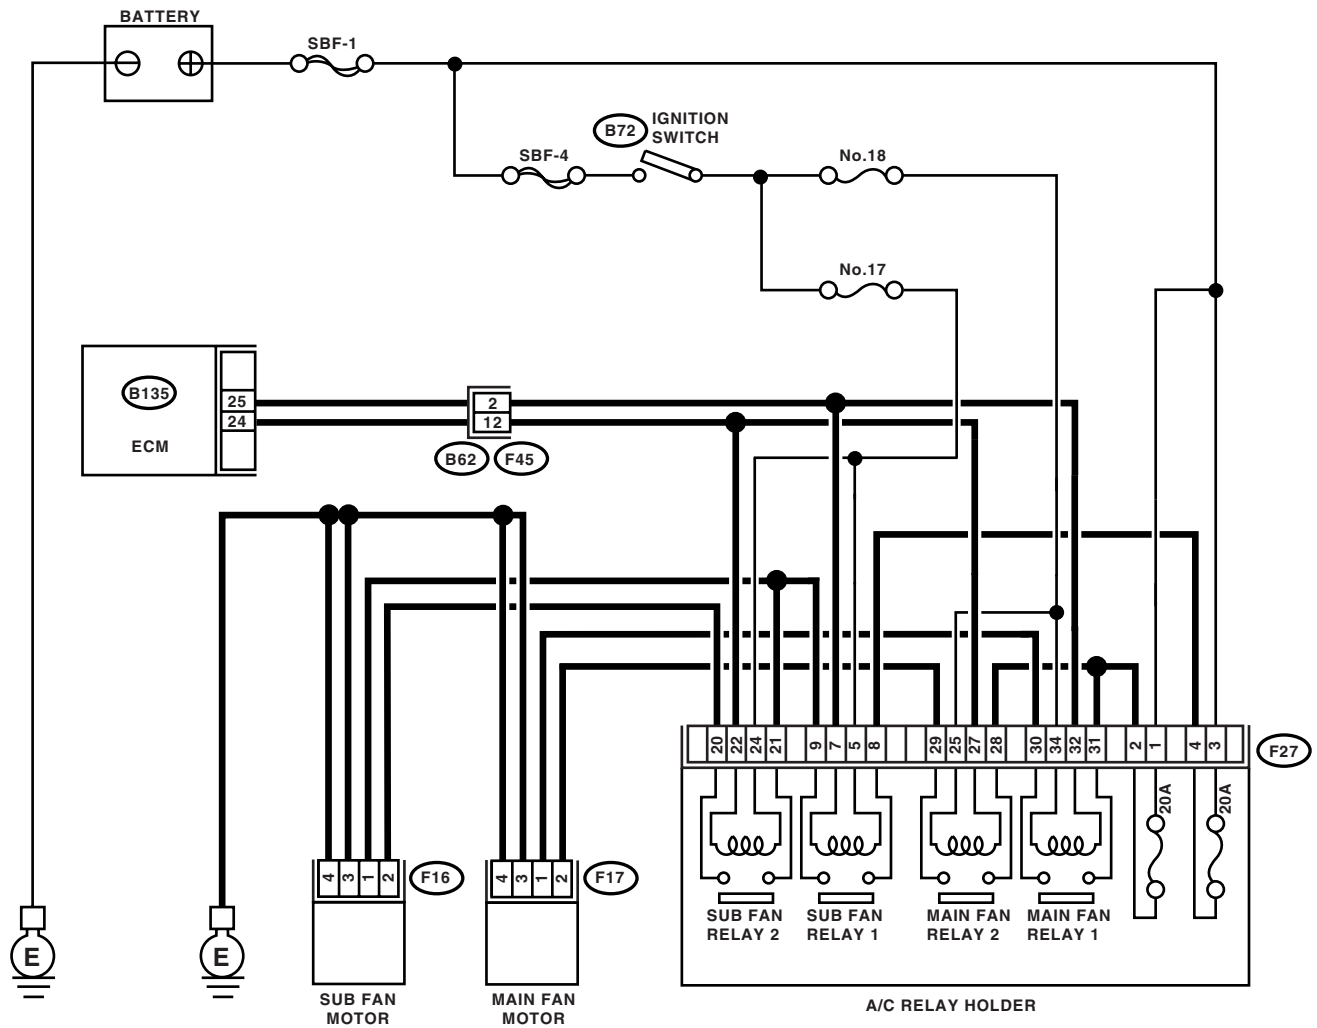 BATTERY
SBF-1
B72
IGNITION
SWITCH
SBF-4
No.18
No.17
B135
ECM
25
24
2
12
B62
F45
20 22 24 21 9 7 5 8 29 25 27 28 30 34 32 31 2 1 4 3
F27
20A
20A
4 3 1 2
F16
4 3 1 2
F17
SUB FAN
RELAY 2
SUB FAN
RELAY 1
MAIN FAN
RELAY 2
MAIN FAN
RELAY 1
E
E
SUB FAN
MOTOR
MAIN FAN
MOTOR
A/C RELAY HOLDER